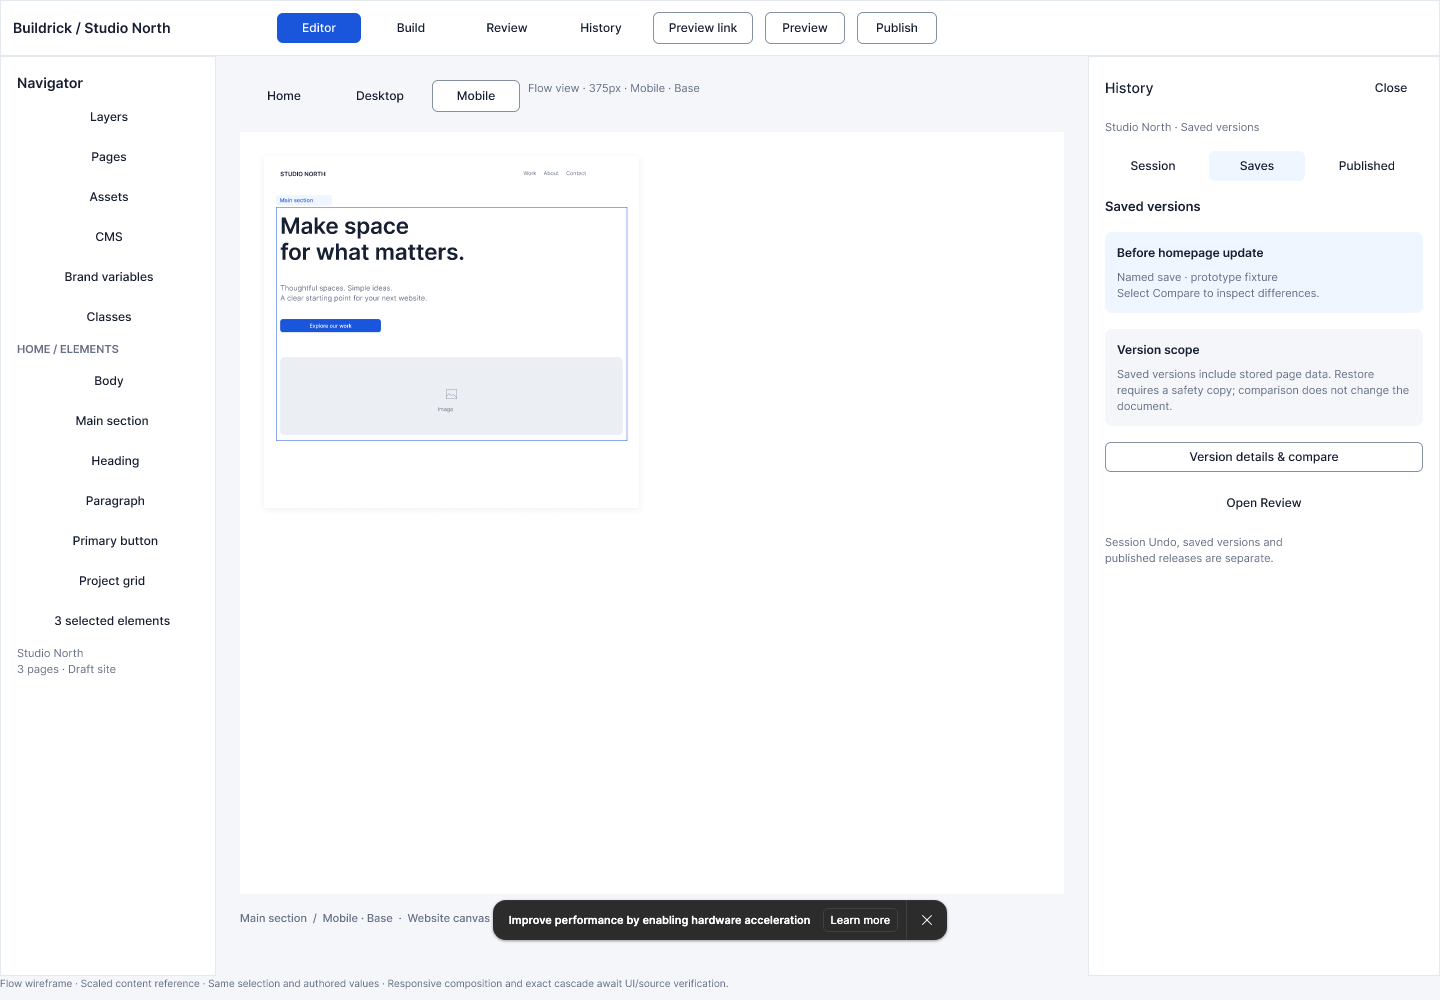 Buildrick / Studio North
Editor
Build
Review
History
Preview link
Preview
Publish
Navigator
Layers
Pages
Assets
CMS
Brand variables
Classes
HOME / ELEMENTS
Body
Main section
Heading
Paragraph
Primary button
Project grid
3 selected elements
Studio North
3 pages · Draft site
Home
Desktop
Mobile
Flow view · 375px · Mobile · Base
STUDIO NORTH
Work
About
Contact
Main section
Make space
for what matters.
Thoughtful spaces. Simple ideas.
A clear starting point for your next website.
Explore our work
Image
Main section / Mobile · Base · Website canvas
Improve performance by enabling hardware acceleration
Learn more
History
Close
Studio North · Saved versions
Session
Saves
Published
Saved versions
Before homepage update
Named save · prototype fixture
Select Compare to inspect differences.
Version scope
Saved versions include stored page data. Restore
requires a safety copy; comparison does not change the
document.
Version details & compare
Open Review
Session Undo, saved versions and
published releases are separate.
Flow wireframe · Scaled content reference · Same selection and authored values · Responsive composition and exact cascade await UI/source verification.